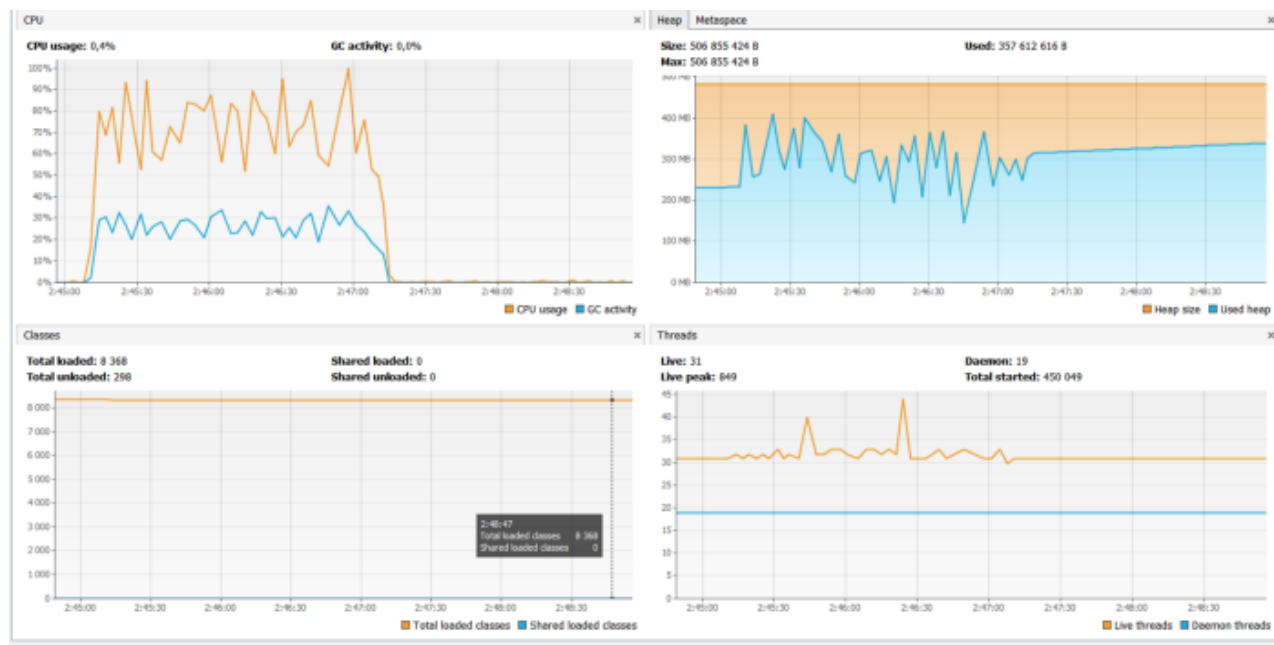 CPU
CPU usage: 0,4% GC activity: 0,0%
100%
90%
80%
70%
60%
50%
40%
30%
20%
10%
0%
2:45:00 2:45:30 2:46:00 2:46:30 2:47:00 2:47:30 2:48:00 2:48:30
CPU usage GC activity
Heap Metaspace
Size: 506 855 424 B Used: 357 612 616 B
Max: 506 855 424 B
500 MB
400 MB
300 MB
200 MB
100 MB
0 MB
2:45:00 2:45:30 2:46:00 2:46:30 2:47:00 2:47:30 2:48:00 2:48:30
Heap size Used heap
Classes
Total loaded: 8 368 Shared loaded: 0
Total unloaded: 298 Shared unloaded: 0
8 000
7 000
6 000
5 000
4 000
3 000
2 000
1 000
0
2:48:47
Total loaded classes 8 368
Shared loaded classes 0
2:45:00 2:45:30 2:46:00 2:46:30 2:47:00 2:47:30 2:48:00 2:48:30
Total loaded classes Shared loaded classes
Threads
Live: 31 Daemon: 19
Live peak: 849 Total started: 450 049
45
40
35
30
25
20
15
10
5
0
2:45:00 2:45:30 2:46:00 2:46:30 2:47:00 2:47:30 2:48:00 2:48:30
Live threads Daemon threads